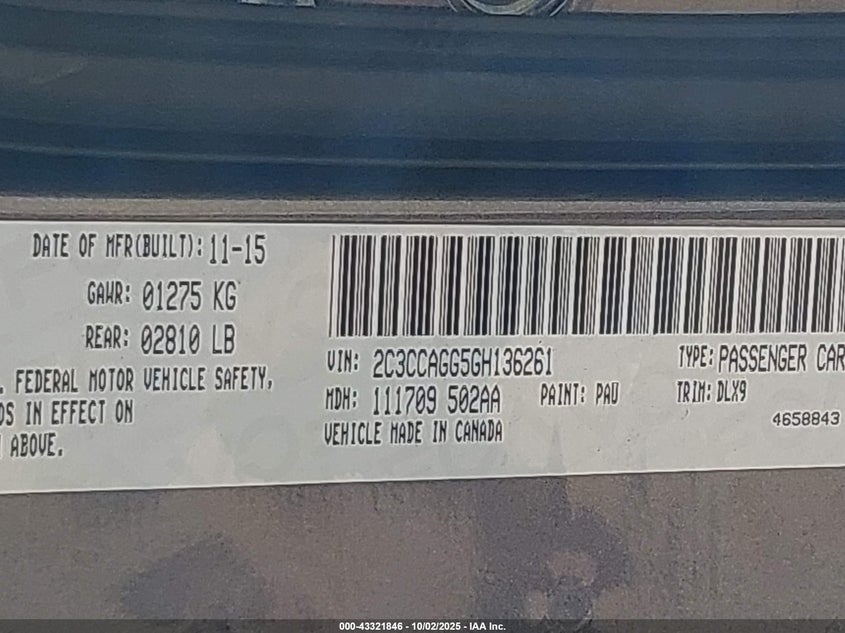 DATE OF MFR(BUILT): 11-15
GAWR: 01275 KG
REAR: 02810 LB
. FEDERAL MOTOR VEHICLE SAFETY,
DS IN EFFECT ON
ABOVE.
VIN: 2C3CCAGG5GH136261
TYPE: PASSENGER CAR
MDH: 111709 502AA
PAINT: PAU
TRIM: DLX9
VEHICLE MADE IN CANADA
4658843
000-43321846 - 10/02/2025 - IAA Inc.